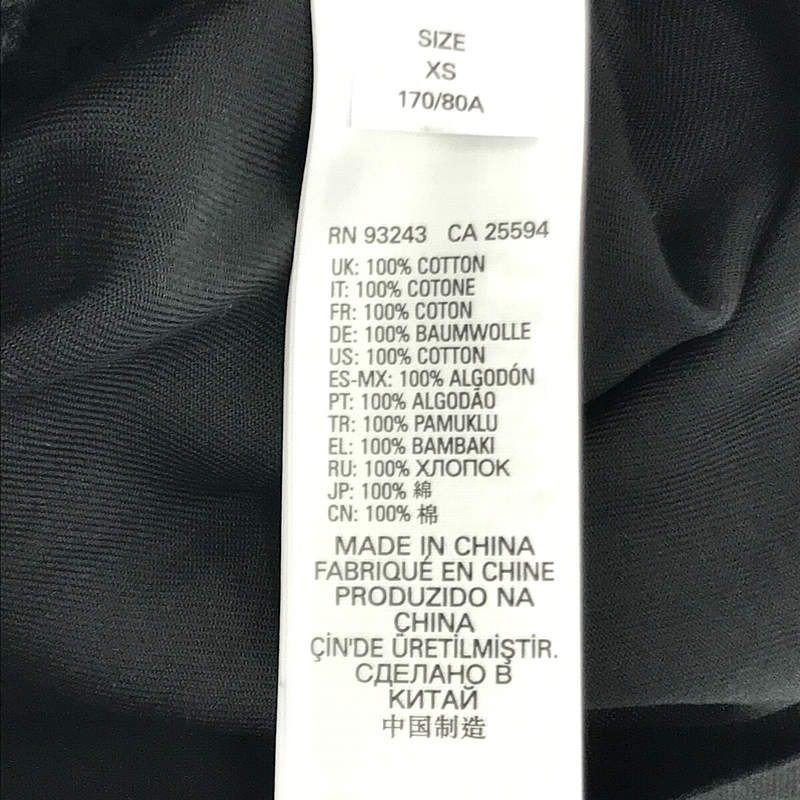 SIZE
XS
170/80A
RN 93243 CA 25594
UK: 100% COTTON
IT: 100% COTONE
FR: 100% COTON
DE: 100% BAUMWOLLE
US: 100% COTTON
ES-MX: 100% ALGODÓN
PT: 100% ALGODÃO
TR: 100% PAMUKLU
EL: 100% BAMBAKI
RU: 100% ХЛОПОК
JP: 100% 綿
CN: 100% 棉
MADE IN CHINA
FABRIQUÉ EN CHINE
PRODUZIDO NA
CHINA
ÇİN'DE ÜRETİLMİŞTİR.
СДЕЛАНО В
КИТАЙ
中国制造